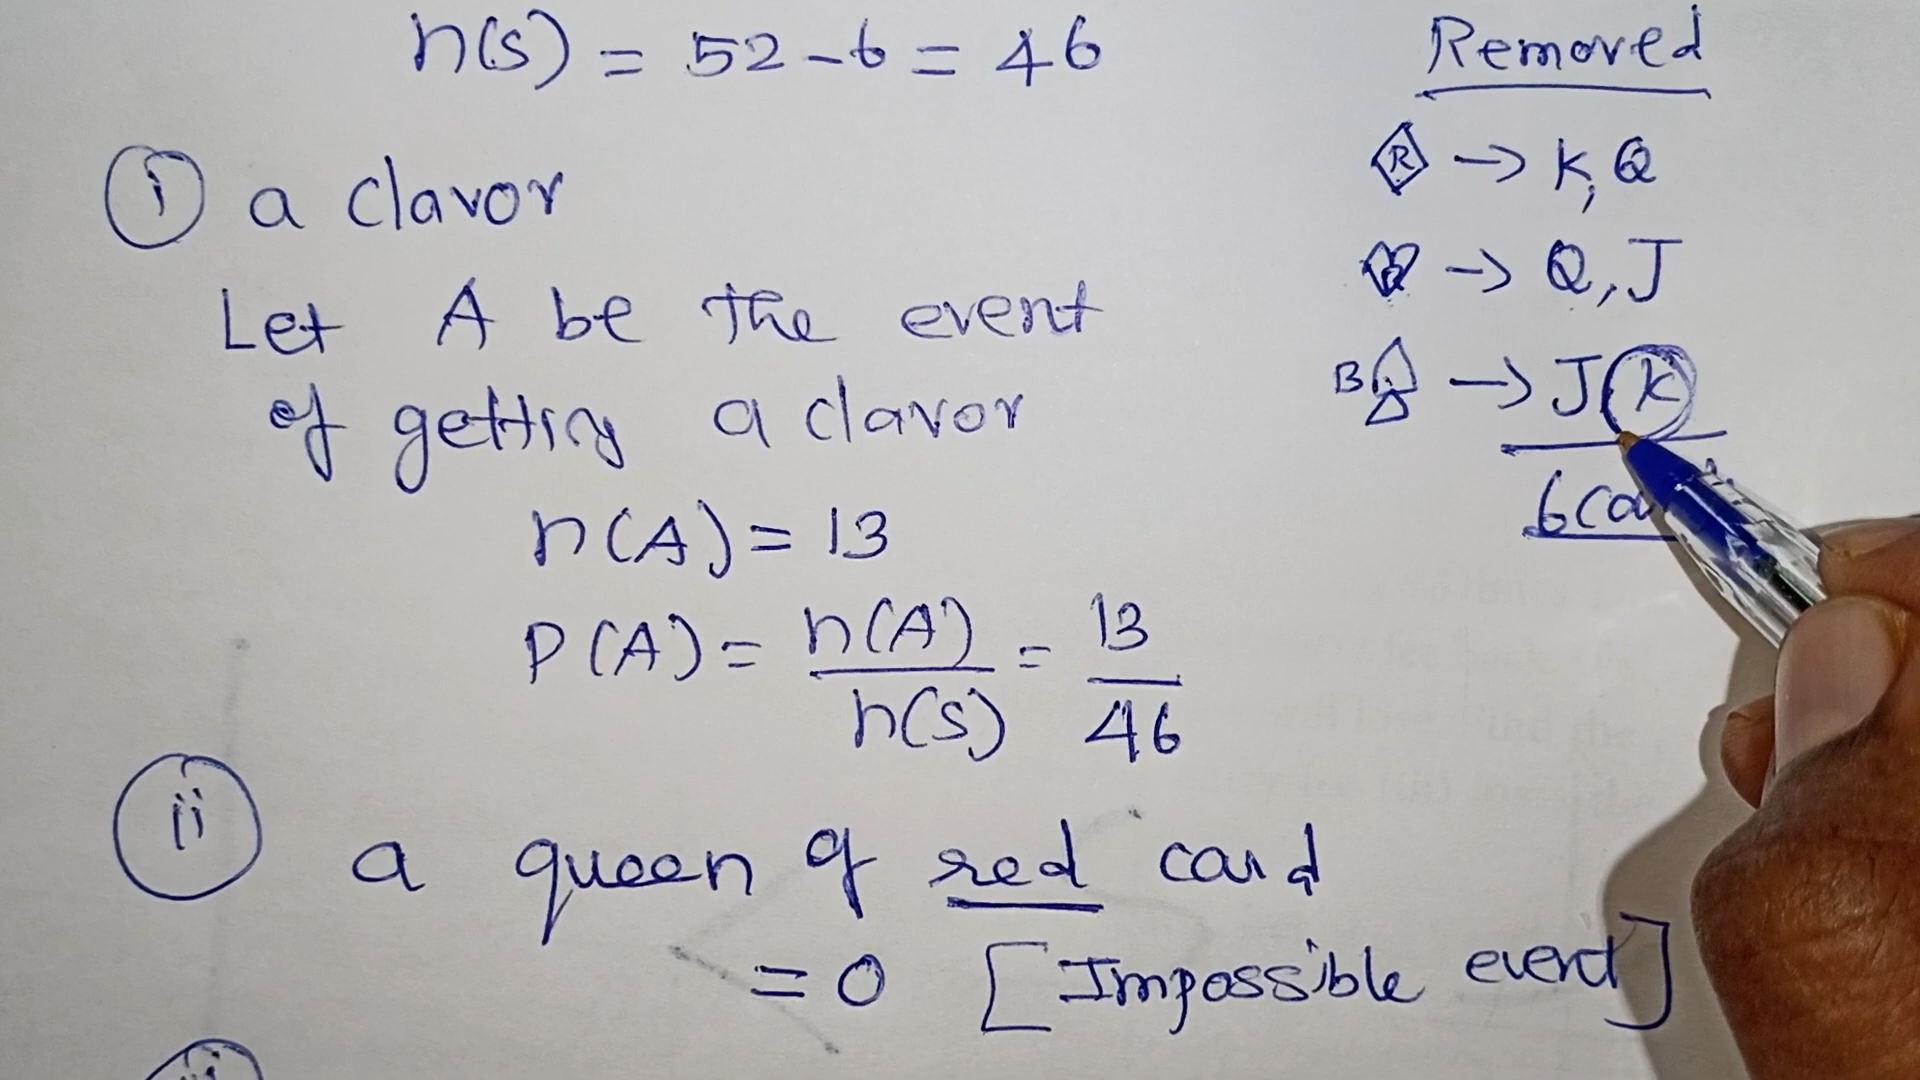 n(s) = 52-6 = 46
i a clavor
Let A be the event
of getting a clavor
n(A) = 13
P(A) = n(A)/n(s) = 13/46
ii a queen of red card
= 0 [Impossible event]
Removed
R → K, Q
→ Q, J
B → J K